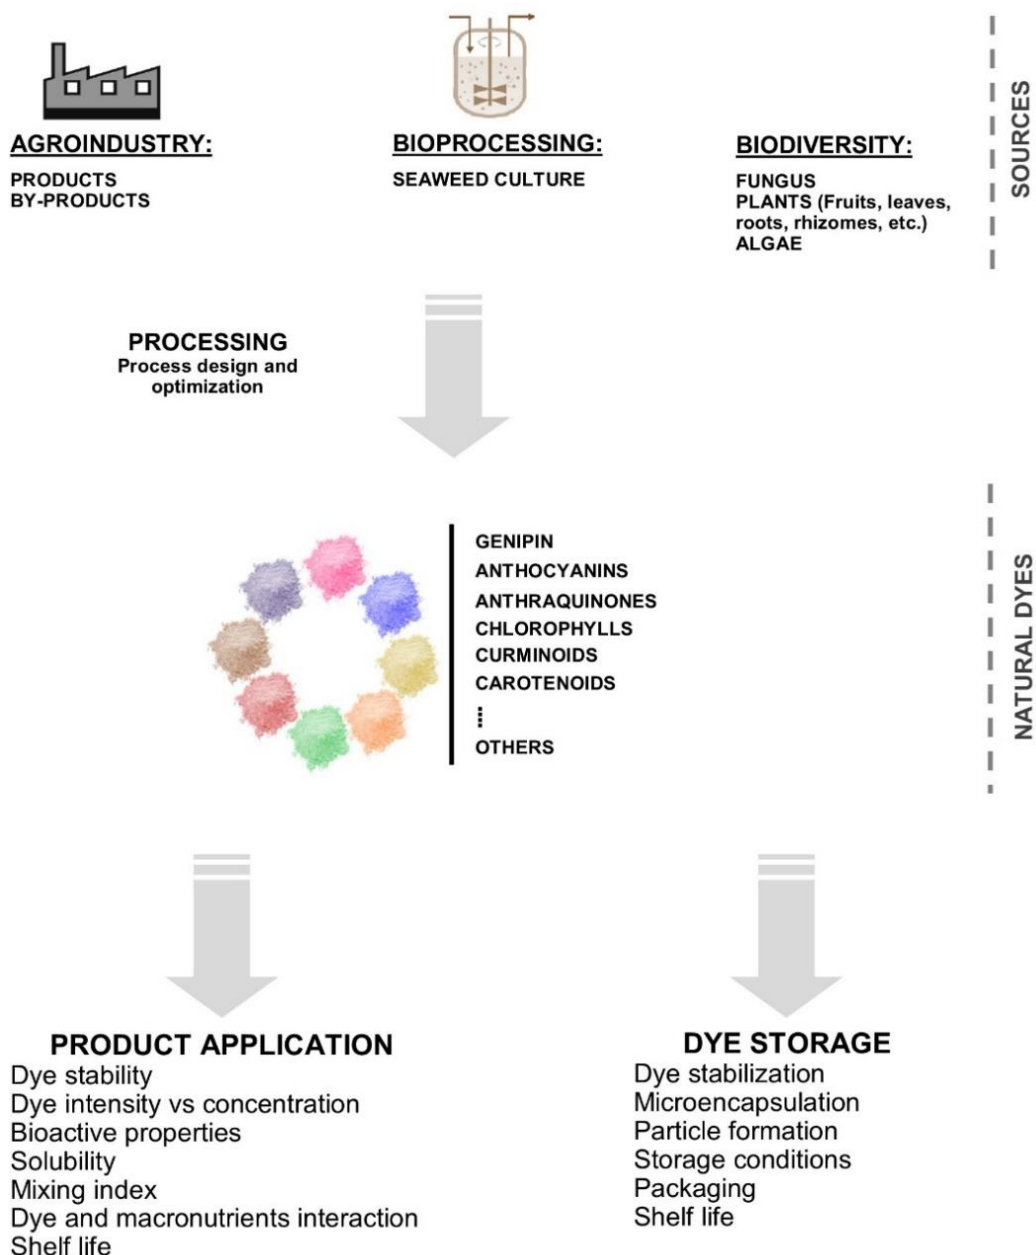 AGROINDUSTRY:
PRODUCTS
BY-PRODUCTS
BIOPROCESSING:
SEAWEED CULTURE
BIODIVERSITY:
FUNGUS
PLANTS (Fruits, leaves,
roots, rhizomes, etc.)
ALGAE
SOURCES
PROCESSING
Process design and
optimization
GENIPIN
ANTHOCYANINS
ANTHRAQUINONES
CHLOROPHYLLS
CURMINOIDS
CAROTENOIDS
OTHERS
NATURAL DYES
PRODUCT APPLICATION
Dye stability
Dye intensity vs concentration
Bioactive properties
Solubility
Mixing index
Dye and macronutrients interaction
Shelf life
DYE STORAGE
Dye stabilization
Microencapsulation
Particle formation
Storage conditions
Packaging
Shelf life